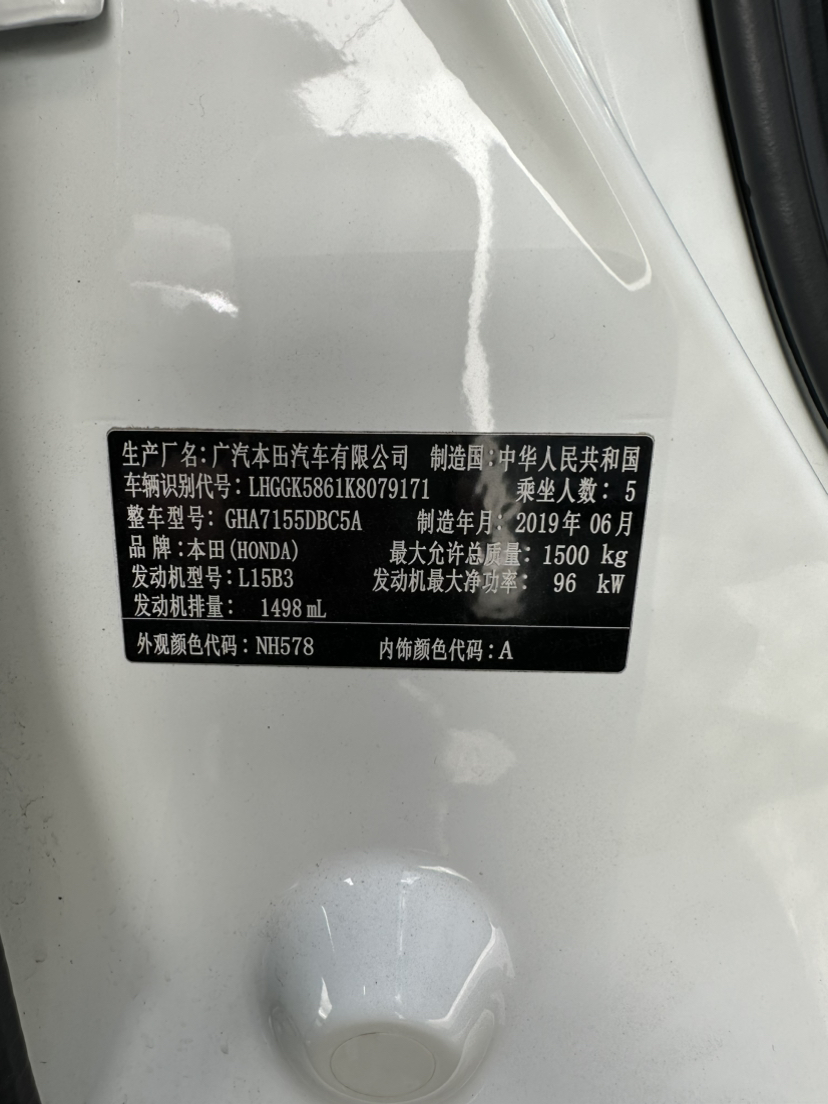 生产厂名:广汽本田汽车有限公司 制造国:中华人民共和国
车辆识别代号:LHGGK5861K8079171 乘坐人数:5
整车型号:GHA7155DBC5A 制造年月:2019年06月
品牌:本田(HONDA) 最大允许总质量:1500 kg
发动机型号:L15B3 发动机最大净功率:96 kW
发动机排量:1498mL
外观颜色代码:NH578 内饰颜色代码:A